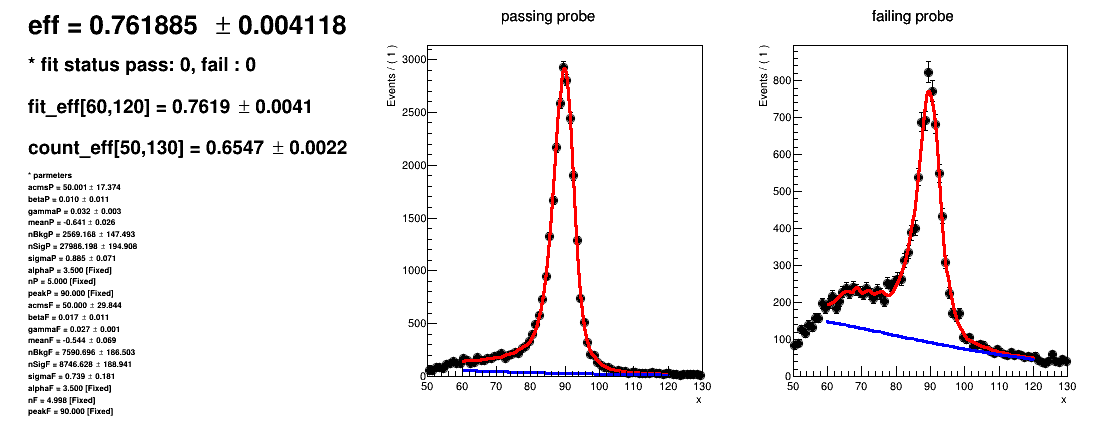 eff = 0.761885 ± 0.004118
* fit status pass: 0, fail : 0
fit_eff[60,120] = 0.7619 ± 0.0041
count_eff[50,130] = 0.6547 ± 0.0022
* parmeters
acmsP = 50.001 ± 17.374
betaP = 0.010 ± 0.011
gammaP = 0.032 ± 0.003
meanP = -0.641 ± 0.026
nBkgP = 2569.168 ± 147.493
nSigP = 27986.198 ± 194.908
sigmaP = 0.885 ± 0.071
alphaP = 3.500 [Fixed]
nP = 5.000 [Fixed]
peakP = 90.000 [Fixed]
acmsF = 50.000 ± 29.844
betaF = 0.017 ± 0.011
gammaF = 0.027 ± 0.001
meanF = -0.544 ± 0.069
nBkgF = 7590.696 ± 186.503
nSigF = 8746.628 ± 188.941
sigmaF = 0.739 ± 0.181
alphaF = 3.500 [Fixed]
nF = 4.998 [Fixed]
peakF = 90.000 [Fixed]
passing probe
Events / ( 1 )
3000
2500
2000
1500
1000
500
0
50 60 70 80 90 100 110 120 130
x
failing probe
Events / ( 1 )
800
700
600
500
400
300
200
100
0
50 60 70 80 90 100 110 120 130
x